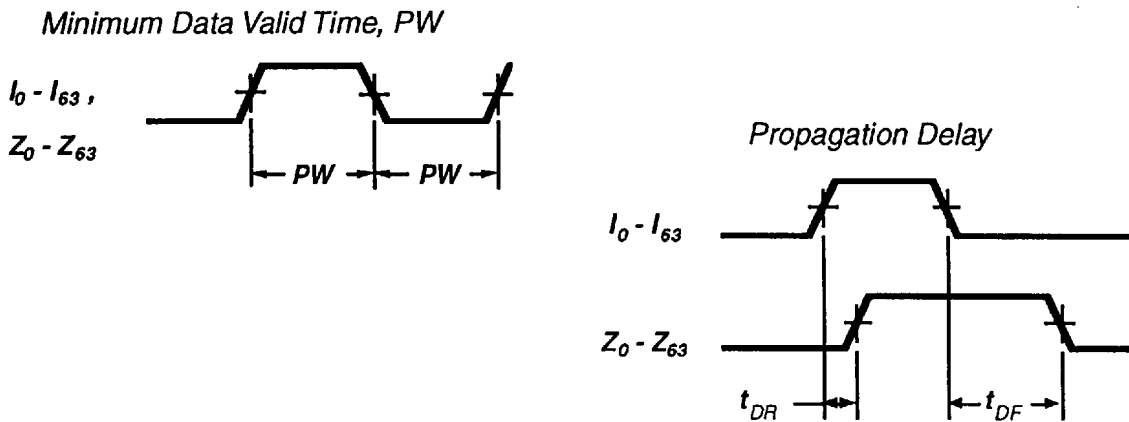 Minimum Data Valid Time, PW
I0 - I63 ,
Z0 - Z63
PW
PW
Propagation Delay
I0 - I63
Z0 - Z63
tDR
tDF